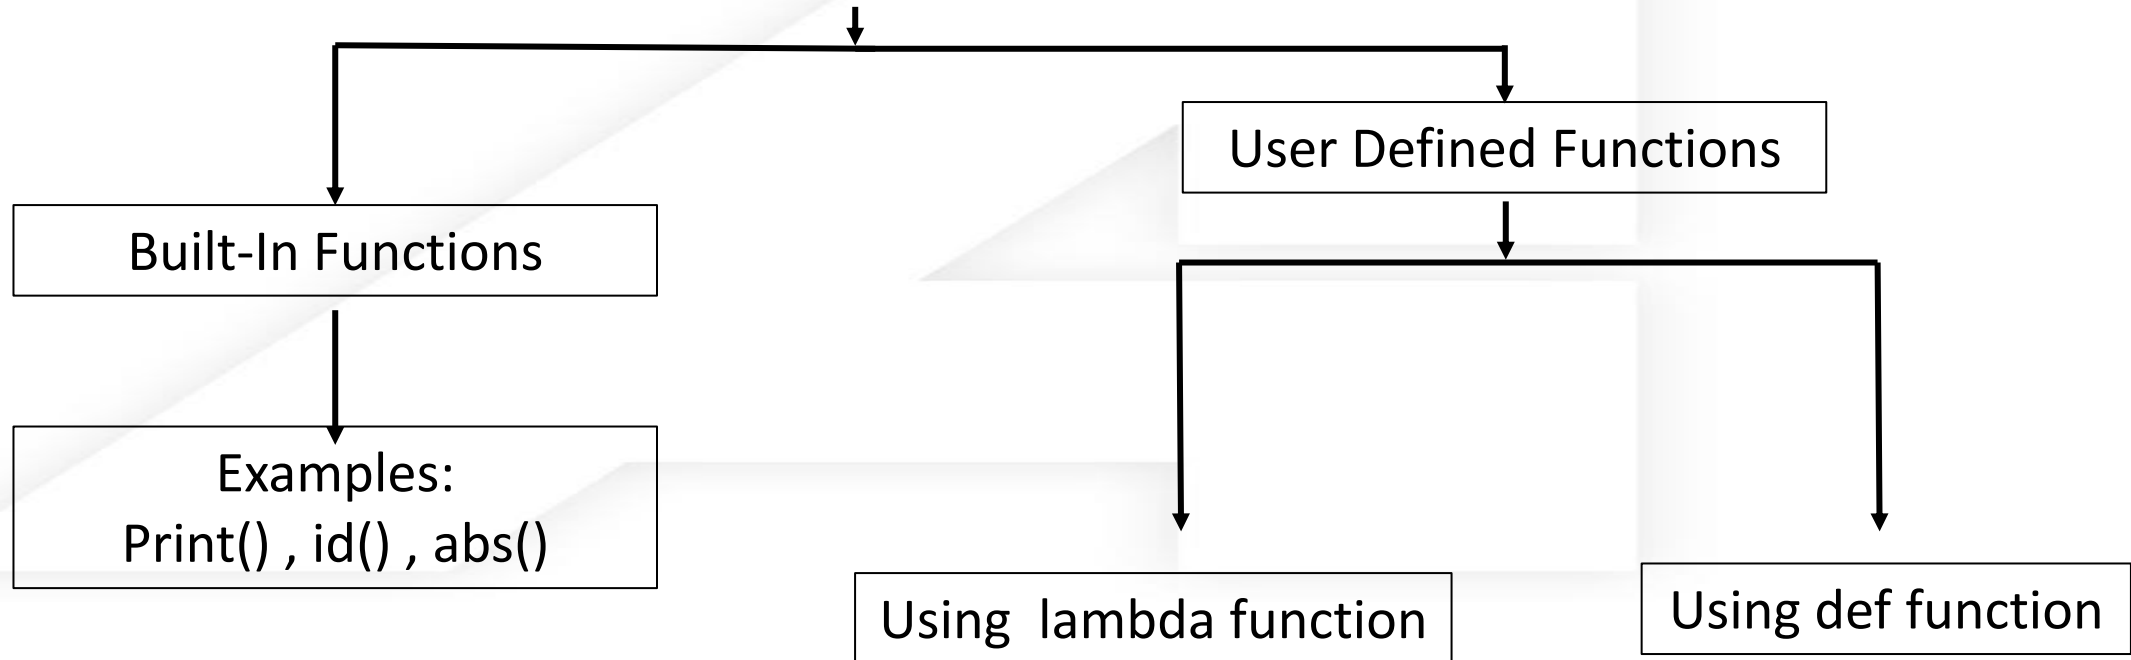 User Defined Functions
Built-In Functions
Examples:
Print() , id() , abs()
Using  lambda function
Using def function